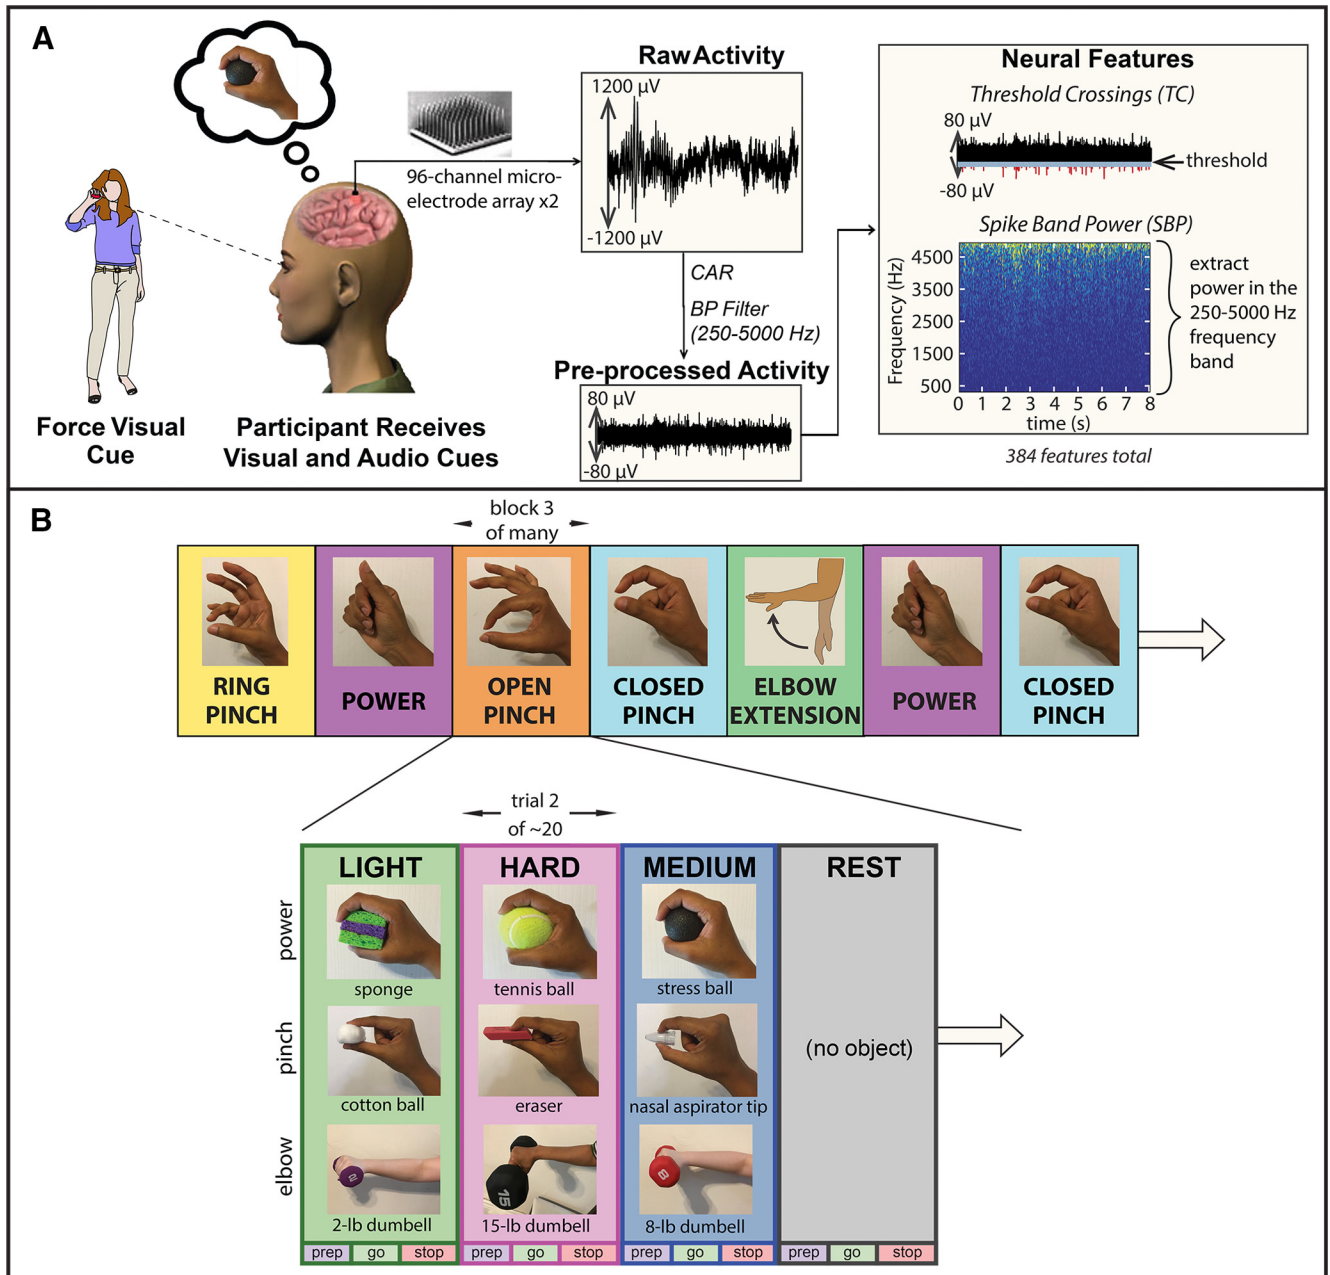 A
Force Visual
Cue
Participant Receives
Visual and Audio Cues
96-channel micro-
electrode array x2
Raw Activity
1200 μV
-1200 μV
CAR
BP Filter
(250-5000 Hz)
Pre-processed Activity
80 μV
-80 μV
Neural Features
Threshold Crossings (TC)
80 μV
threshold
-80 μV
Spike Band Power (SBP)
Frequency (Hz)
4500
3500
2500
1500
500
0 1 2 3 4 5 6 7 8
time (s)
extract
power in the
250-5000 Hz
frequency
band
384 features total
B
block 3
of many
RING
PINCH
POWER
OPEN
PINCH
CLOSED
PINCH
ELBOW
EXTENSION
POWER
CLOSED
PINCH
trial 2
of ~20
LIGHT
HARD
MEDIUM
REST
power
sponge
tennis ball
stress ball
pinch
cotton ball
eraser
nasal aspirator tip
(no object)
elbow
2
15
8
2-lb dumbell
15-lb dumbell
8-lb dumbell
prep go stop
prep go stop
prep go stop
prep go stop